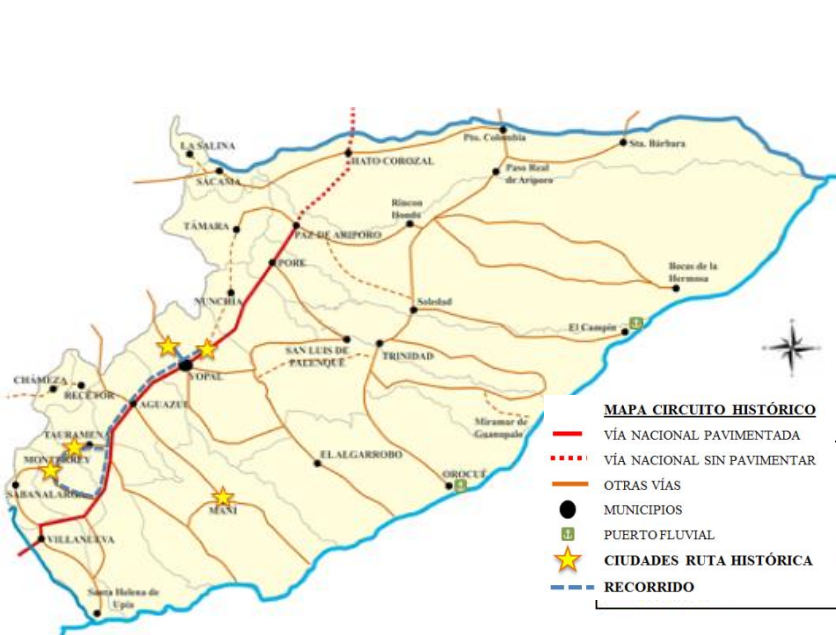 Pto. Colombia
Sta. Bárbara
LA SALINA
HATO COROZAL
SÁCAMA
Paso Real
de Ariporo
Rincon
Hondo
TÁMARA
PAZ DE ARIPORO
PORE
Bocas de la
Hermosa
NUNCHIA
Soledad
El Campin
SAN LUIS DE
PALENQUE
TRINIDAD
YOPAL
CHÁMEZA
RECETOR
AGUAZUL
Miramar de
Guanapalo
TAURAMENA
MONTERREY
EL ALGARROBO
OROCUÉ
SABANALARGA
MANI
VILLANUEVA
Santa Helena de
Upia
MAPA CIRCUITO HISTÓRICO
VÍA NACIONAL PAVIMENTADA
VÍA NACIONAL SIN PAVIMENTAR
OTRAS VÍAS
MUNICIPIOS
PUERTO FLUVIAL
CIUDADES RUTA HISTÓRICA
RECORRIDO